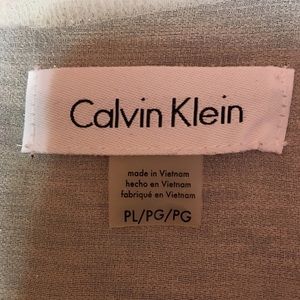 Calvin Klein
made in Vietnam
hecho en Vietnam
fabriqué en Vietnam
PL/PG/PG